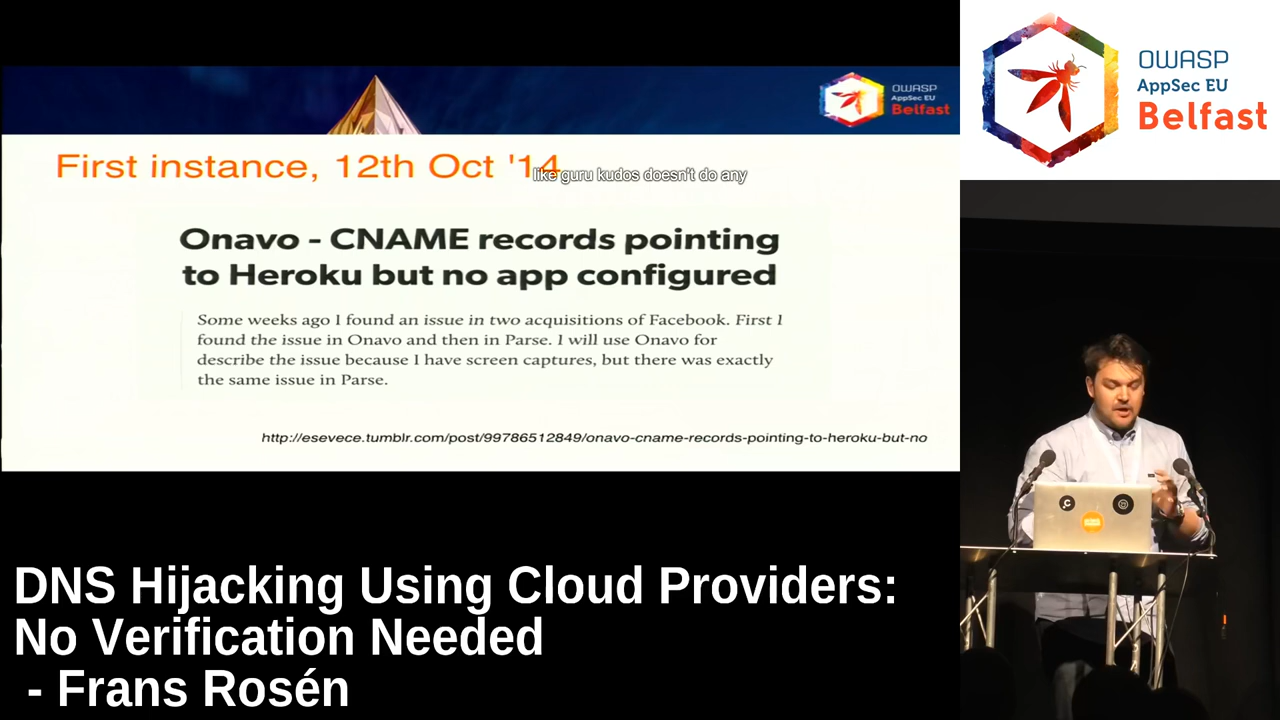 OWASP
AppSec EU
Belfast
OWASP
AppSec EU
Belfast
First instance, 12th Oct '14
like guru kudos doesn't do any
Onavo - CNAME records pointing
to Heroku but no app configured
Some weeks ago I found an issue in two acquisitions of Facebook. First I
found the issue in Onavo and then in Parse. I will use Onavo for
describe the issue because I have screen captures, but there was exactly
the same issue in Parse.
http://esevece.tumblr.com/post/99786512849/onavo-cname-records-pointing-to-heroku-but-no
DNS Hijacking Using Cloud Providers:
No Verification Needed
- Frans Rosén